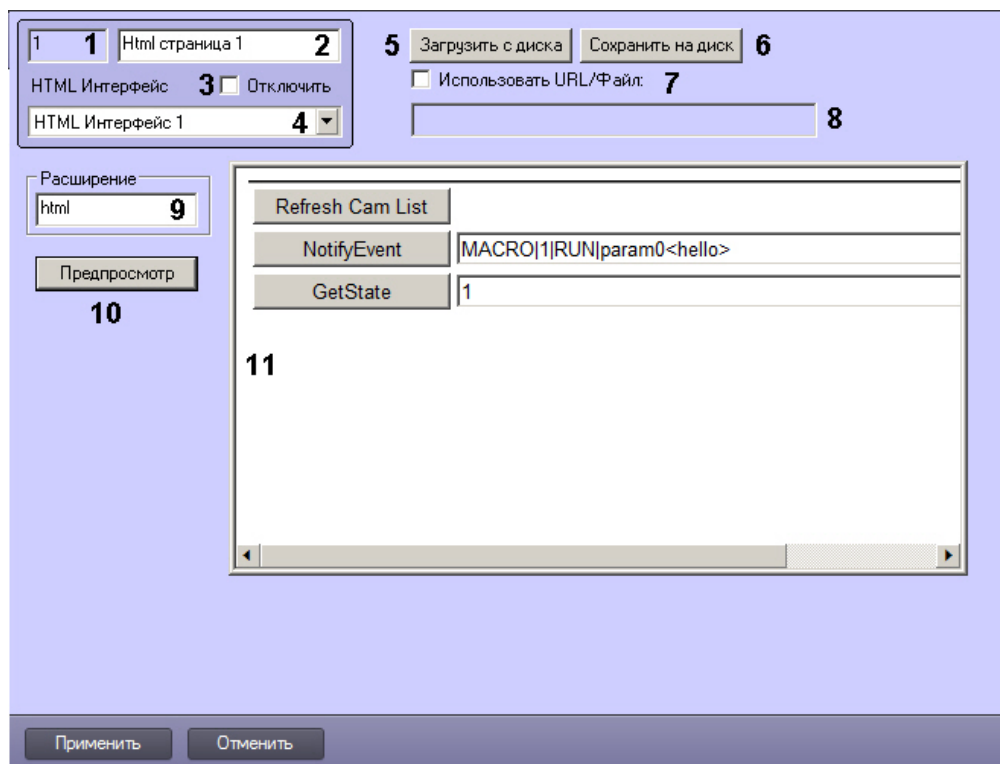 1 1 Html страница 1 2
5 Загрузить с диска Сохранить на диск 6
HTML Интерфейс 3 Отключить
Использовать URL/Файл: 7
HTML Интерфейс 1 4
8
Расширение
html 9
Предпросмотр
10
Refresh Cam List
NotifyEvent MACRO|1|RUN|param0<hello>
GetState 1
11
Применить Отменить